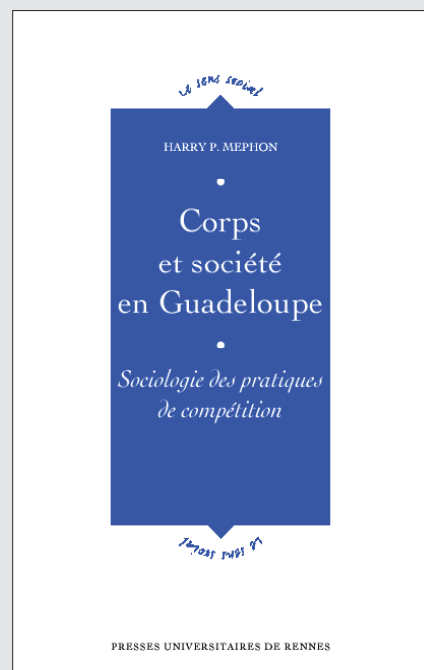 Le sens social
HARRY P. MEPHON
•
Corps
et société
en Guadeloupe
•
Sociologie des pratiques
de compétition
Le sens social
PRESSES UNIVERSITAIRES DE RENNES